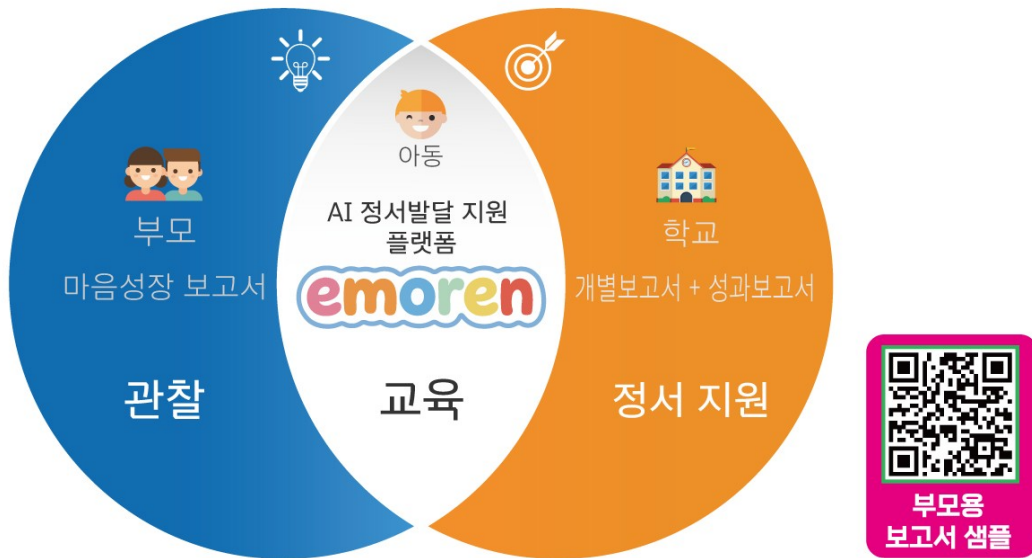 부모
마음성장 보고서
관찰
아동
AI 정서발달 지원
플랫폼
emoren
교육
학교
개별보고서 + 성과보고서
정서 지원
부모용
보고서 샘플